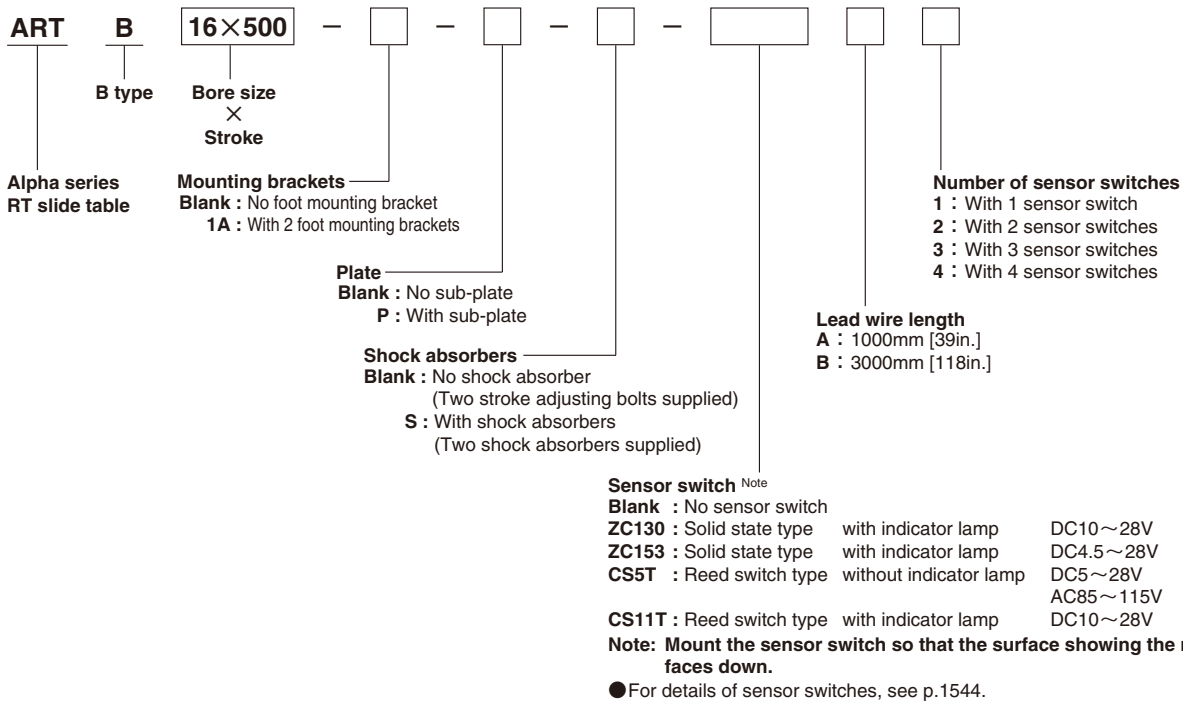 ART B 16×500 − − − −
B type
Bore size
×
Stroke
Alpha series
RT slide table
Mounting brackets
Blank : No foot mounting bracket
1A : With 2 foot mounting brackets
Plate
Blank : No sub-plate
P : With sub-plate
Shock absorbers
Blank : No shock absorber
(Two stroke adjusting bolts supplied)
S : With shock absorbers
(Two shock absorbers supplied)
Sensor switch Note
Blank : No sensor switch
ZC130 : Solid state type with indicator lamp DC10～28V
ZC153 : Solid state type with indicator lamp DC4.5～28V
CS5T : Reed switch type without indicator lamp DC5～28V
AC85～115V
CS11T : Reed switch type with indicator lamp DC10～28V
Note: Mount the sensor switch so that the surface showing the
faces down.
●For details of sensor switches, see p.1544.
Lead wire length
A : 1000mm [39in.]
B : 3000mm [118in.]
Number of sensor switches
1 : With 1 sensor switch
2 : With 2 sensor switches
3 : With 3 sensor switches
4 : With 4 sensor switches